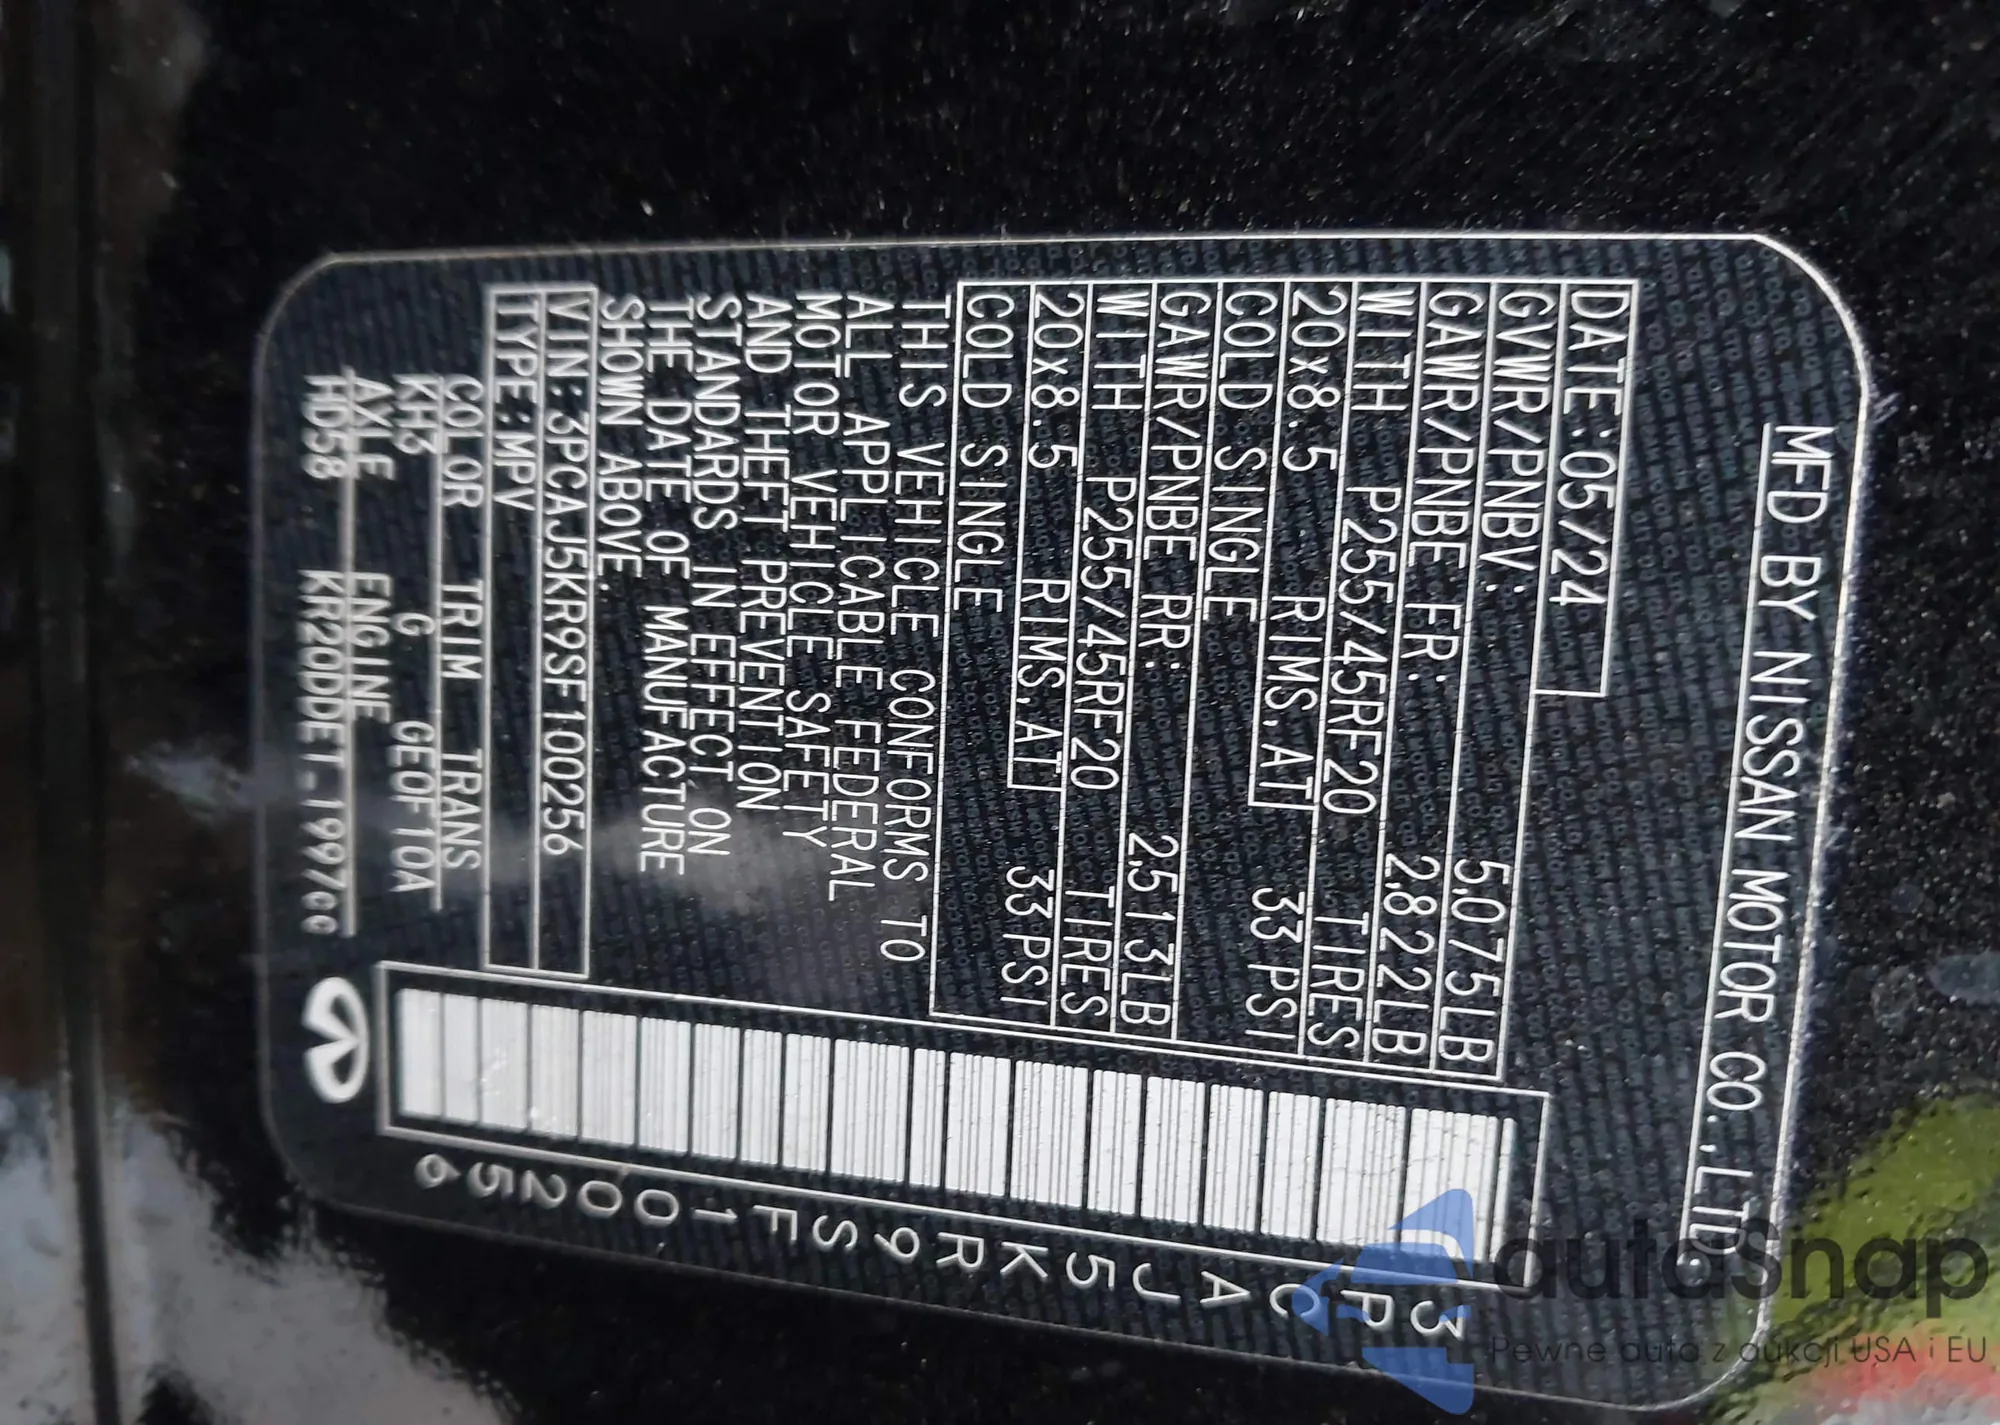 MFD BY NISSAN MOTOR CO.,LTD.
DATE:05/24
GVWR/PNBV: 5,075LB
GAWR/PNBE FR: 2,822LB
WITH P255/45RF20 TIRES
20x8.5 RIMS,AT
COLD SINGLE 33 PSI
GAWR/PNBE RR: 2,513LB
WITH P255/45RF20 TIRES
20x8.5 RIMS,AT
COLD SINGLE 33 PSI
THIS VEHICLE CONFORMS TO
ALL APPLICABLE FEDERAL
MOTOR VEHICLE SAFETY
AND THEFT PREVENTION
STANDARDS IN EFFECT ON
THE DATE OF MANUFACTURE
SHOWN ABOVE.
VIN:3PCAJ5KR9SF100256
TYPE:MPV
COLOR TRIM TRANS
KH3 G GE0F10A
AXLE ENGINE
HD58 KR20DDET-1997cc
3PCAJ5KR9SF100256
autoSnap
Pewne auta z aukcji USA i EU